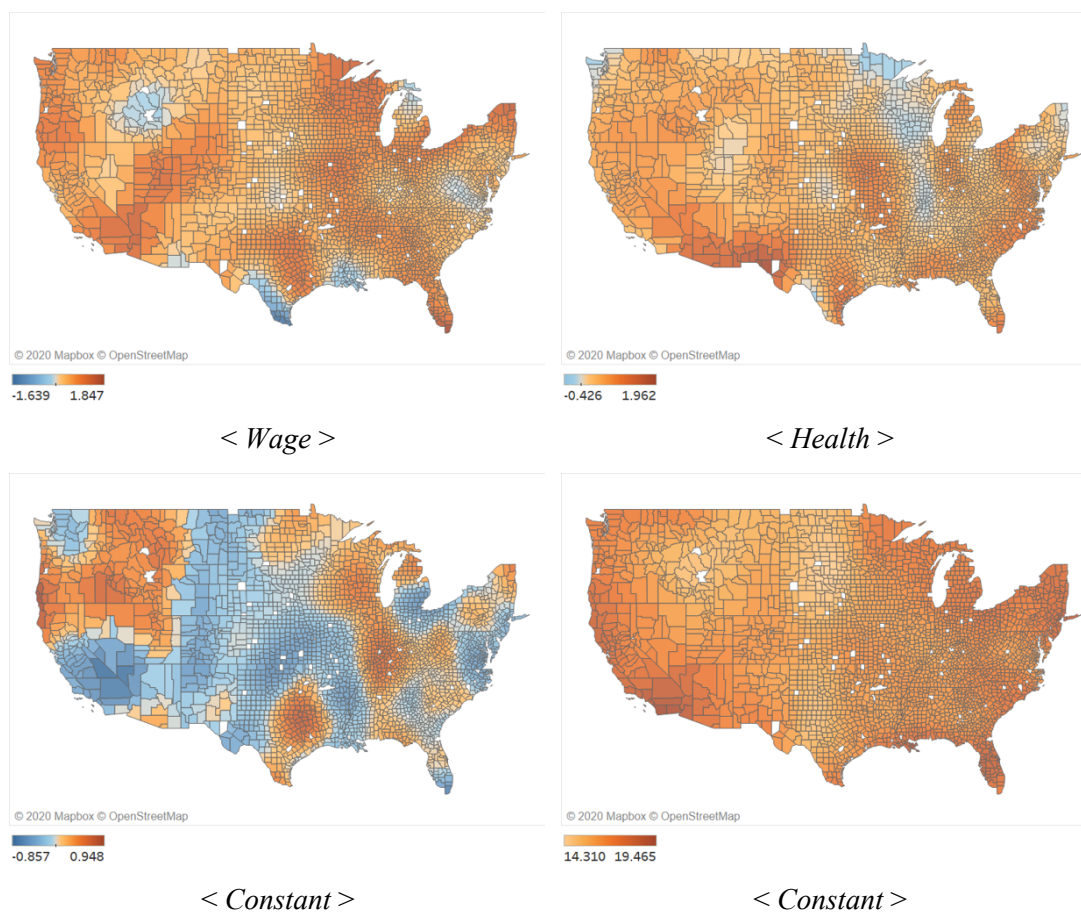 © 2020 Mapbox © OpenStreetMap
-1.639 1.847
< Wage >
© 2020 Mapbox © OpenStreetMap
-0.426 1.962
< Health >
© 2020 Mapbox © OpenStreetMap
-0.857 0.948
< Constant >
© 2020 Mapbox © OpenStreetMap
14.310 19.465
< Constant >